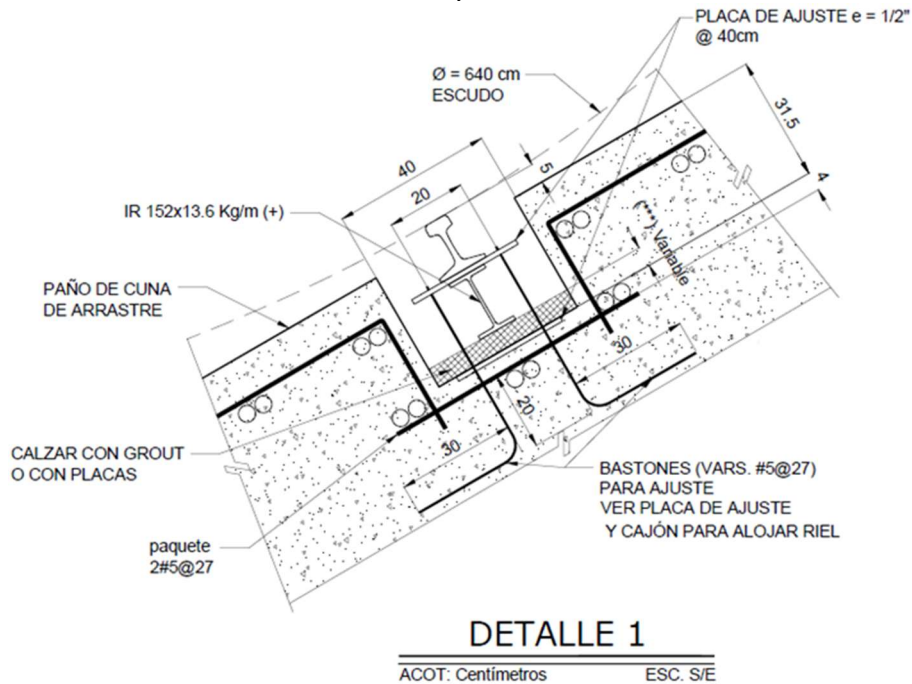 PLACA DE AJUSTE e = 1/2"
@ 40cm
Ø = 640 cm
ESCUDO
31.5
4
40
20
5
IR 152x13.6 Kg/m (+)
(***) Variable
PAÑO DE CUNA
DE ARRASTRE
30
20
30
CALZAR CON GROUT
O CON PLACAS
BASTONES (VARS. #5@27)
PARA AJUSTE
VER PLACA DE AJUSTE
Y CAJÓN PARA ALOJAR RIEL
paquete
2#5@27
DETALLE 1
ACOT: Centímetros
ESC. S/E